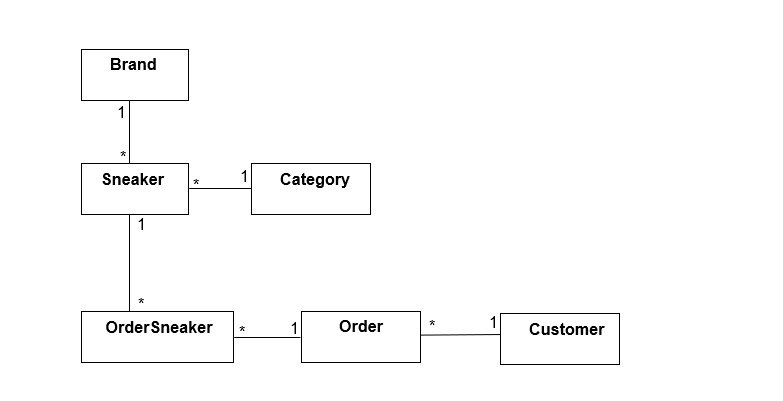 Brand
1
*
Sneaker
*
1
Category
1
*
OrderSneaker
*
1
Order
*
1
Customer